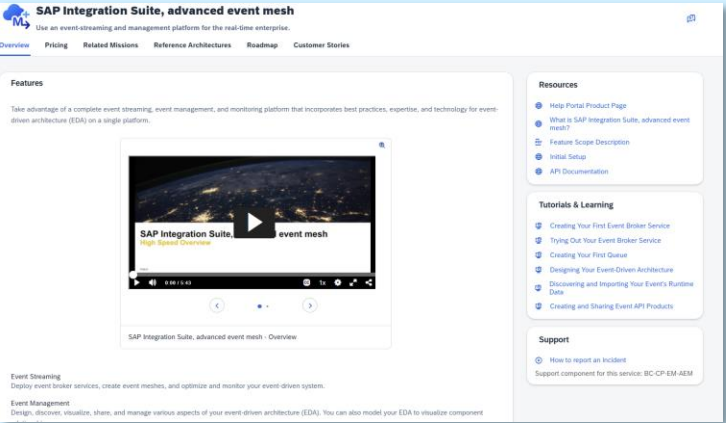 SAP Integration Suite, advanced event mesh
Use an event-streaming and management platform for the real-time enterprise.
Overview Pricing Related Missions Reference Architectures Roadmap Customer Stories
Features
Take advantage of a complete event streaming, event management, and monitoring platform that incorporates best practices, expertise, and technology for event-
driven architecture (EDA) on a single platform.
SAP Integration Suite, event mesh
High Speed Overview
0:00 / 5:43
1x
SAP Integration Suite, advanced event mesh - Overview
Event Streaming
Deploy event broker services, create event meshes, and optimize and monitor your event-driven system.
Event Management
Design, discover, visualize, share, and manage various aspects of your event-driven architecture (EDA). You can also model your EDA to visualize component
Resources
Help Portal Product Page
What is SAP Integration Suite, advanced event
mesh?
Feature Scope Description
Initial Setup
API Documentation
Tutorials & Learning
Creating Your First Event Broker Service
Trying Out Your Event Broker Service
Creating Your First Queue
Designing Your Event-Driven Architecture
Discovering and Importing Your Event's Runtime
Data
Creating and Sharing Event API Products
Support
How to report an incident
Support component for this service: BC-CP-EM-AEM